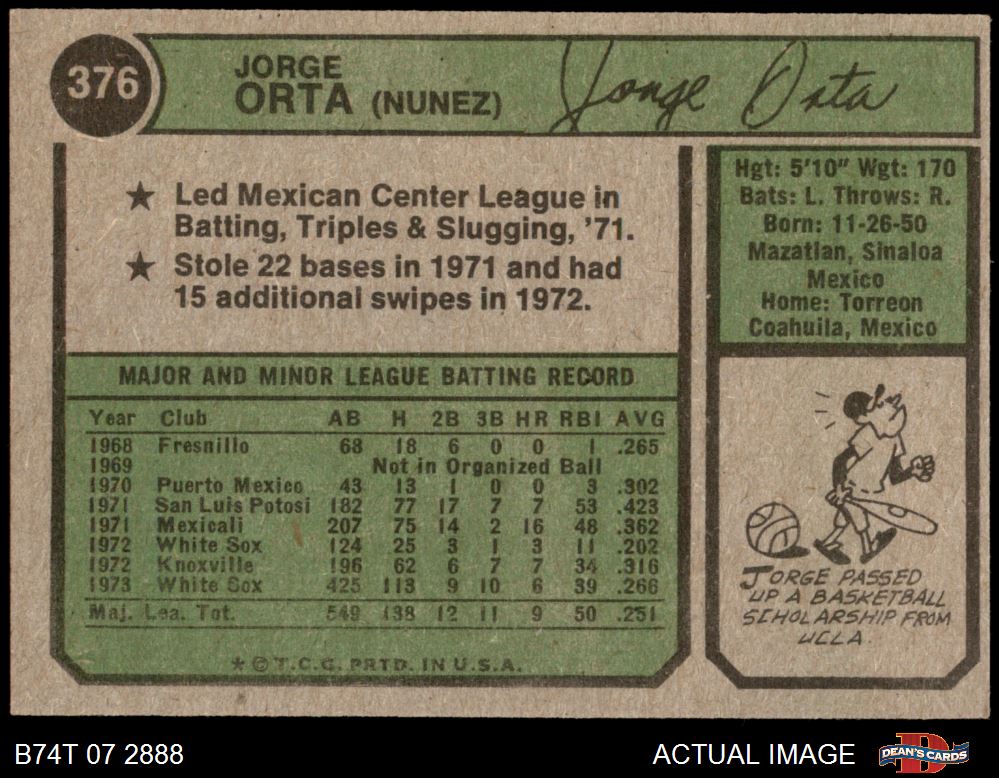 376
JORGE
ORTA (NUNEZ)
Jorge Orta
★ Led Mexican Center League in
Batting, Triples & Slugging, '71.
★ Stole 22 bases in 1971 and had
15 additional swipes in 1972.
Hgt: 5'10" Wgt: 170
Bats: L. Throws: R.
Born: 11-26-50
Mazatlan, Sinaloa
Mexico
Home: Torreon
Coahuila, Mexico
MAJOR AND MINOR LEAGUE BATTING RECORD
Year Club AB H 2B 3B HR RBI AVG
1968 Fresnillo 68 18 6 0 0 1 .265
1969 Not in Organized Ball
1970 Puerto Mexico 43 13 1 0 0 3 .302
1971 San Luis Potosi 182 77 17 7 7 53 .423
1971 Mexicali 207 75 14 2 16 48 .362
1972 White Sox 124 25 3 1 3 11 .202
1972 Knoxville 196 62 6 7 7 34 .316
1973 White Sox 425 113 9 10 6 39 .266
Maj. Lea. Tot. 549 138 12 11 9 50 .251
★ © T.C.G. PRTD. IN U.S.A.
JORGE PASSED
UP A BASKETBALL
SCHOLARSHIP FROM
UCLA.
B74T 07 2888
ACTUAL IMAGE
DEAN'S CARDS